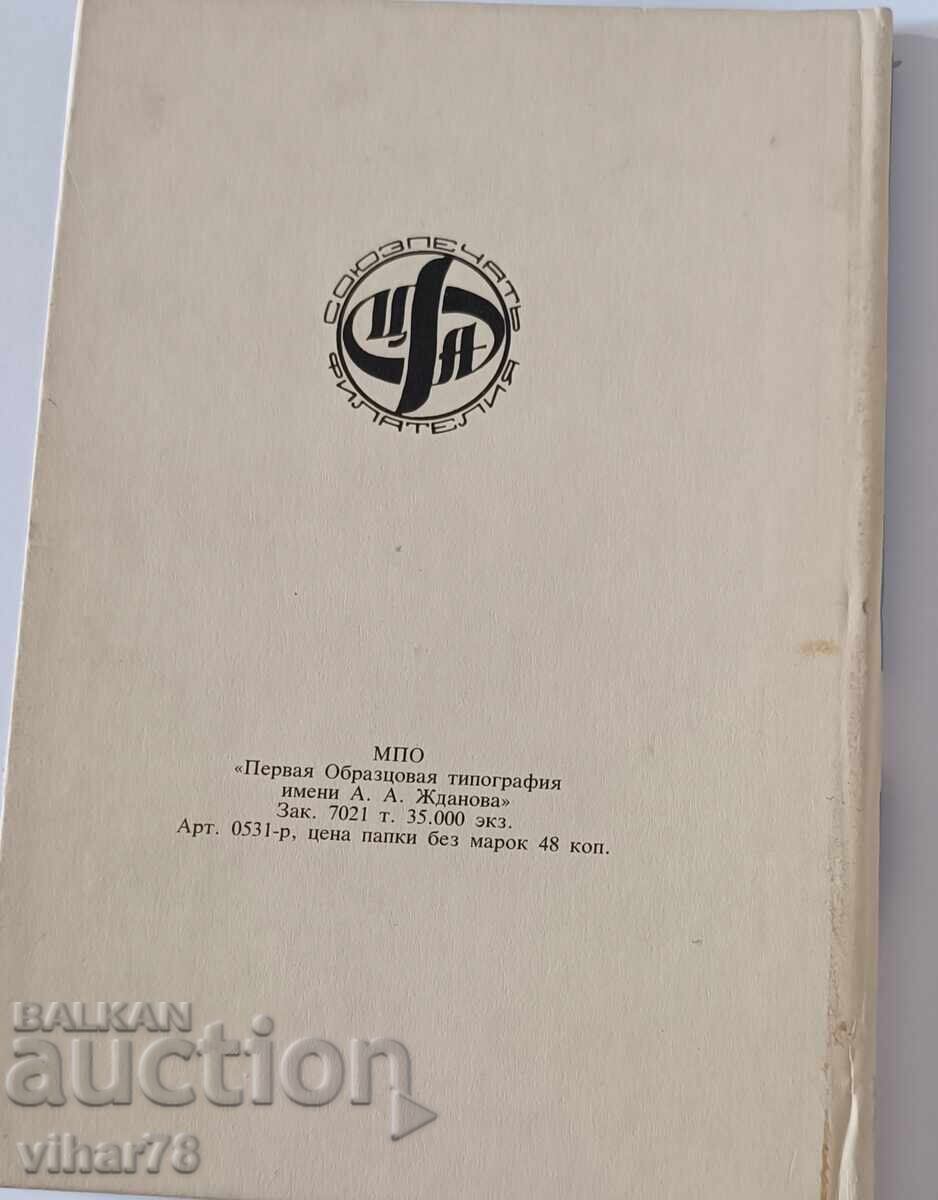 СОЮЗПЕЧАТЬ
ЦФА
ФИЛАТЕЛИЯ
МПО
«Первая Образцовая типография
имени А. А. Жданова»
Зак. 7021 т. 35.000 экз.
Арт. 0531-р, цена папки без марок 48 коп.
BALKAN
auction
vihar78